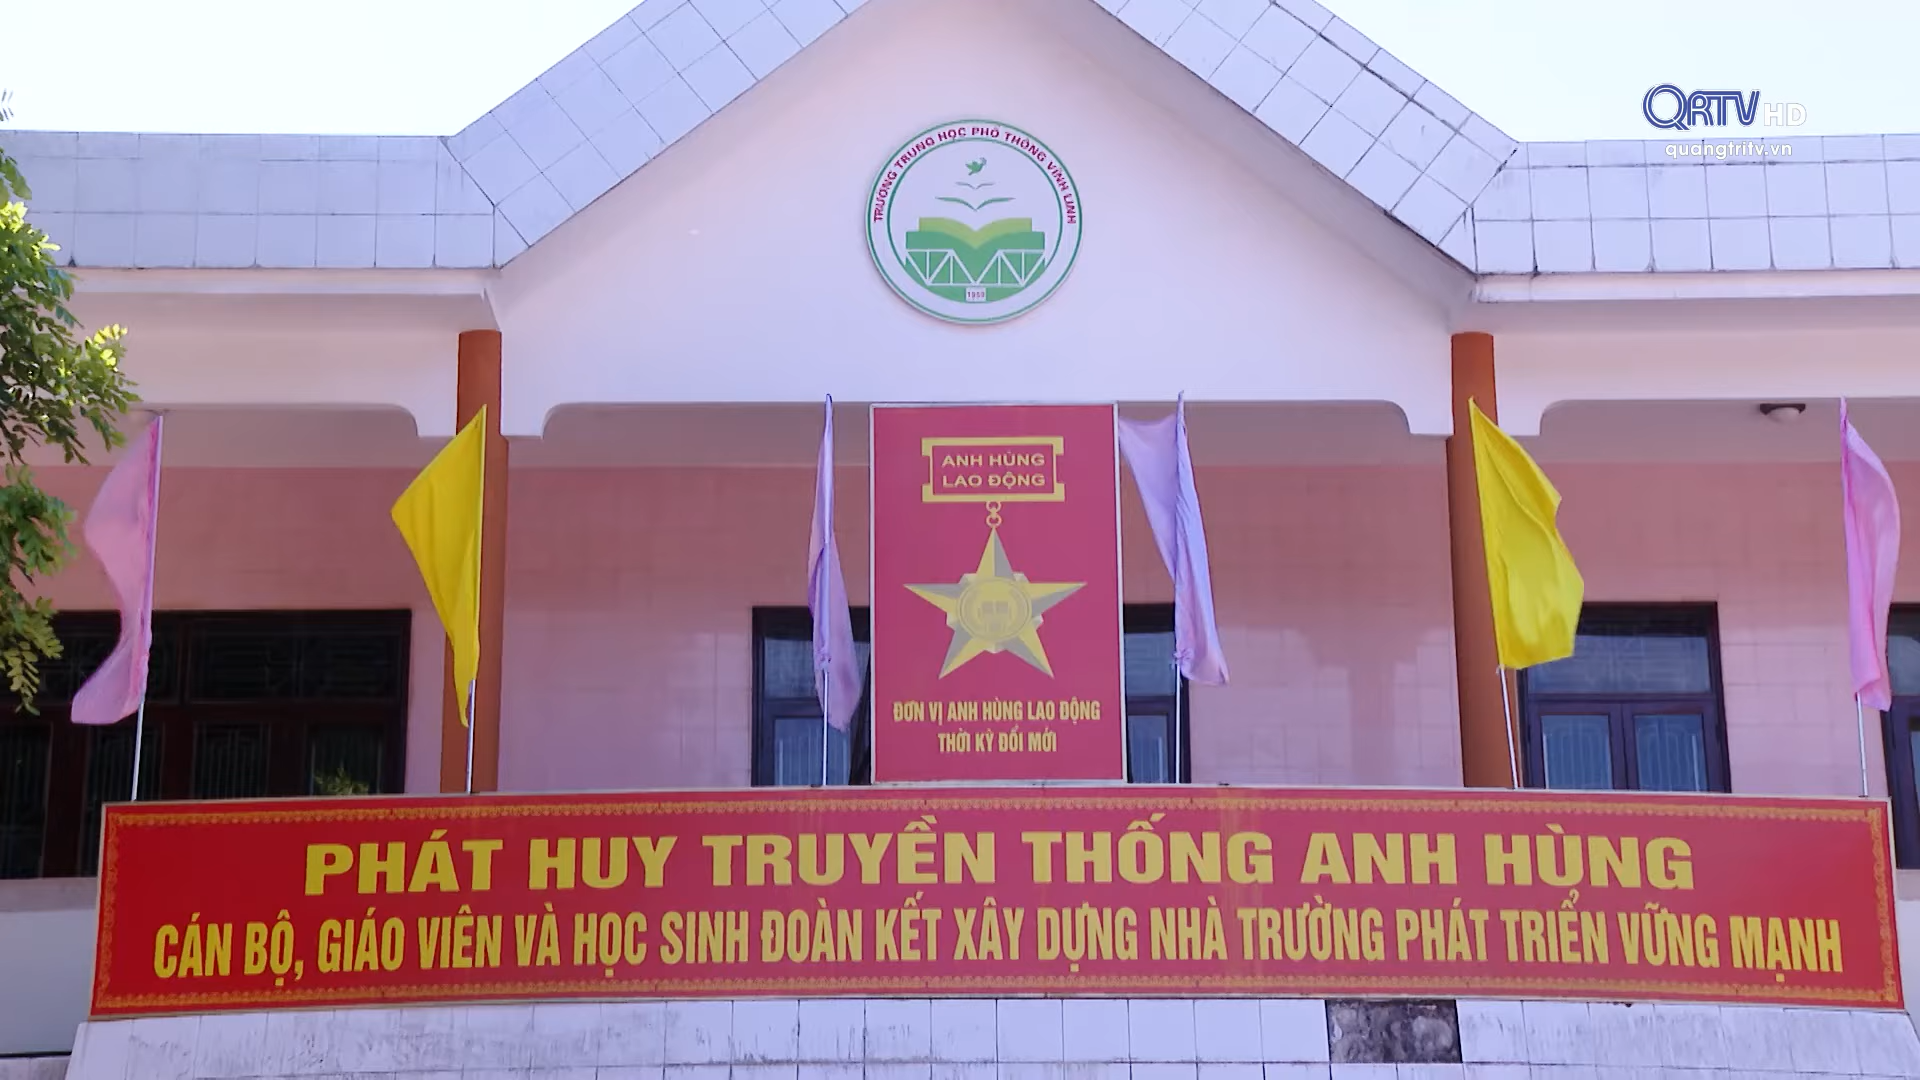 QRTV HD
quangtritv.vn
TRƯỜNG TRUNG HỌC PHỔ THÔNG VĨNH LINH
1959
ANH HÙNG
LAO ĐỘNG
ĐƠN VỊ ANH HÙNG LAO ĐỘNG
THỜI KỲ ĐỔI MỚI
PHÁT HUY TRUYỀN THỐNG ANH HÙNG
CÁN BỘ, GIÁO VIÊN VÀ HỌC SINH ĐOÀN KẾT XÂY DỰNG NHÀ TRƯỜNG PHÁT TRIỂN VỮNG MẠNH